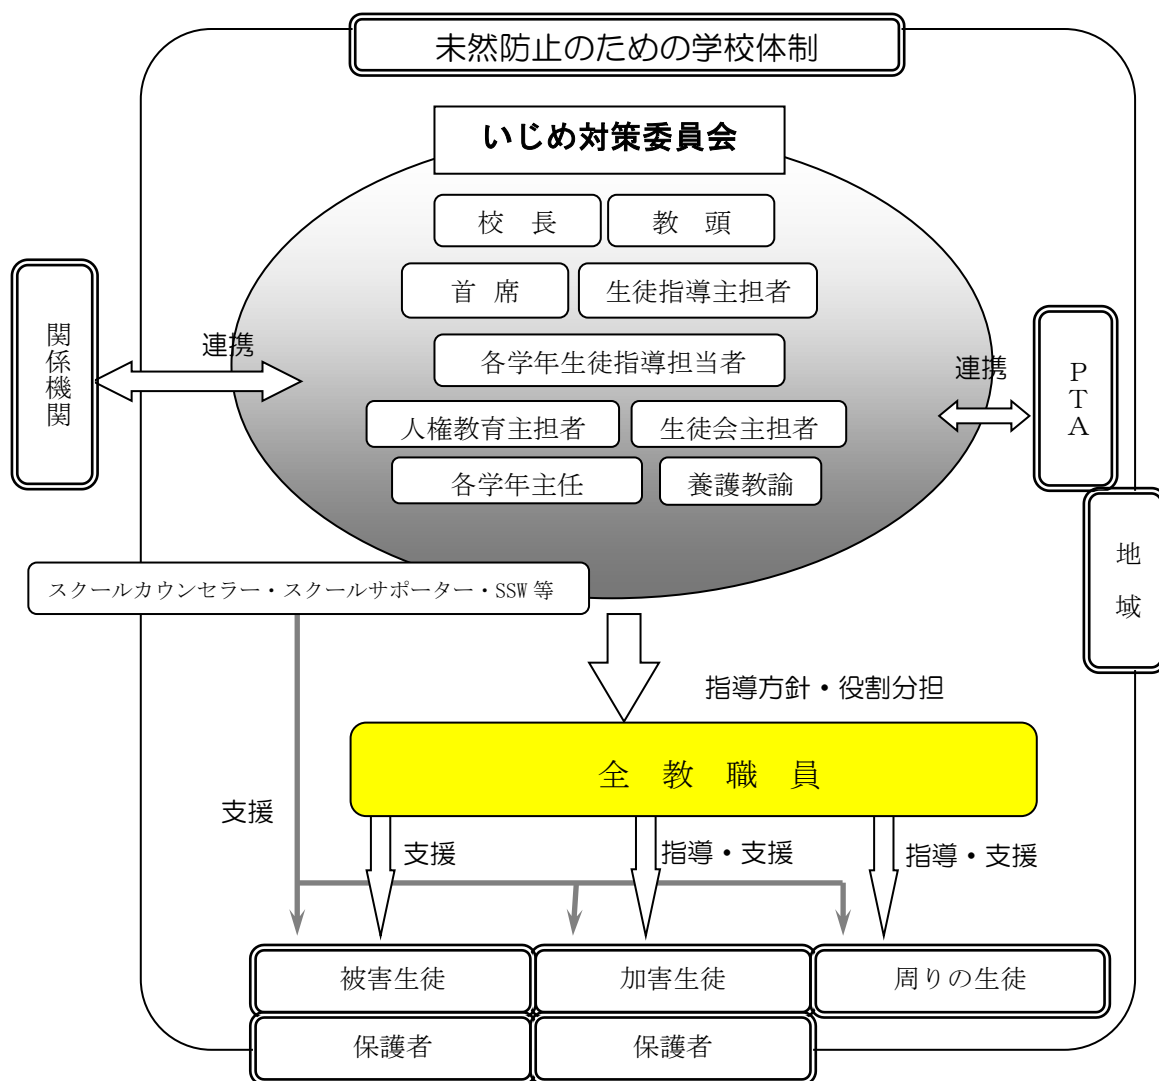 未然防止のための学校体制
いじめ対策委員会
校 長
教 頭
首 席
生徒指導主担者
各学年生徒指導担当者
人権教育主担者
生徒会主担者
各学年主任
養護教諭
関係機関
連携
連携
PTA
地域
スクールカウンセラー・スクールサポーター・SSW 等
指導方針・役割分担
全 教 職 員
支援
支援
指導・支援
指導・支援
被害生徒
加害生徒
周りの生徒
保護者
保護者